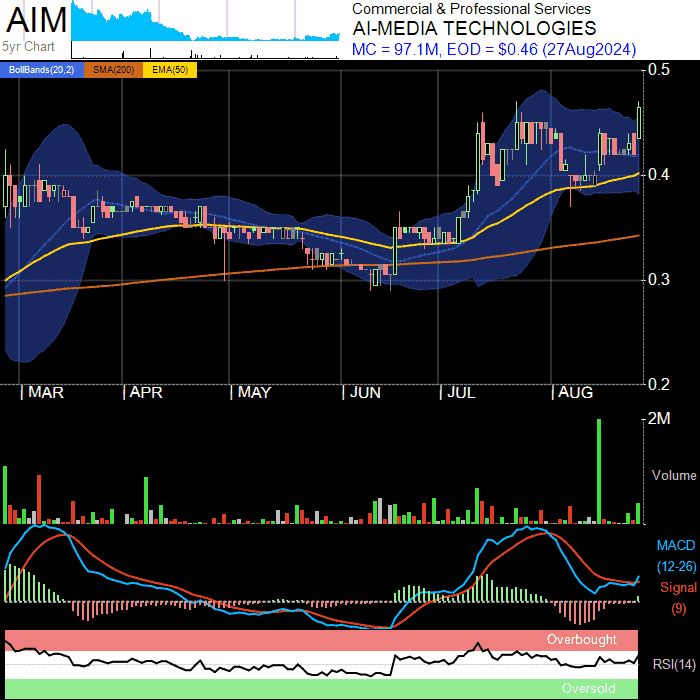 AIM
5yr Chart
Commercial & Professional Services
AI-MEDIA TECHNOLOGIES
MC = 97.1M, EOD = $0.46 (27Aug2024)
BollBands(20,2) SMA(200) EMA(50)
0.5
0.4
0.3
0.2
MAR APR MAY JUN JUL AUG
2M
Volume
MACD
(12-26)
Signal
(9)
Overbought
RSI(14)
Oversold